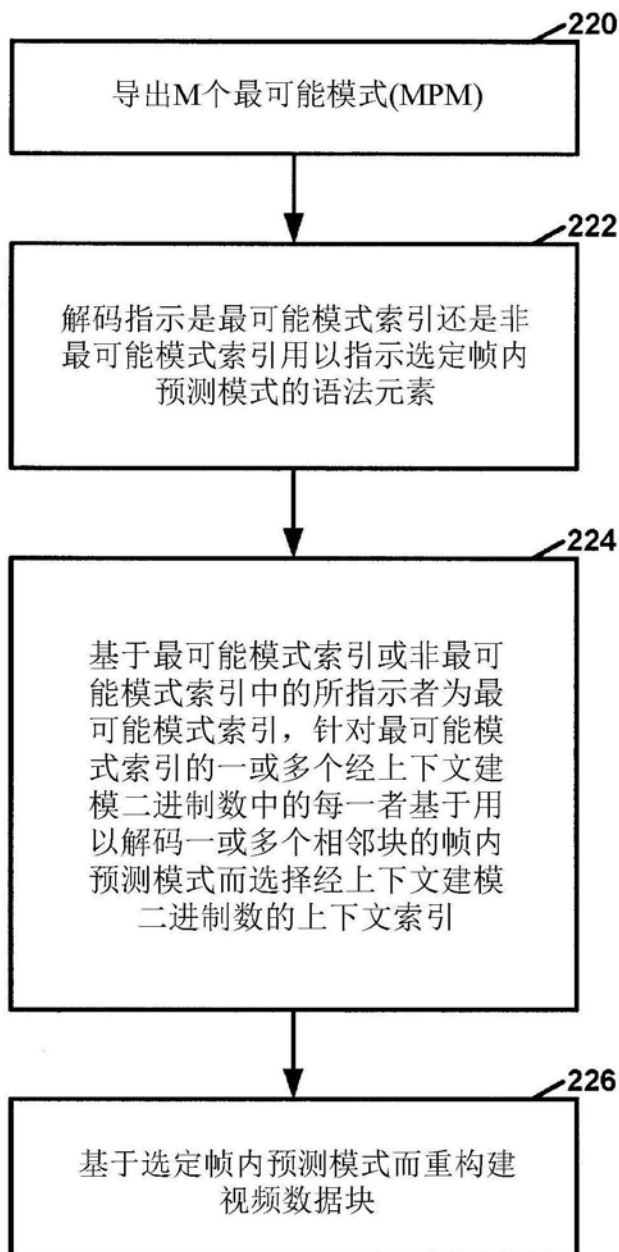 220
导出M个最可能模式(MPM)
222
解码指示是最可能模式索引还是非
最可能模式索引用以指示选定帧内
预测模式的语法元素
224
基于最可能模式索引或非最可
能模式索引中的所指示者为最
可能模式索引，针对最可能模
式索引的一或多个经上下文建
模二进制数中的每一者基于用
以解码一或多个相邻块的帧内
预测模式而选择经上下文建模
二进制数的上下文索引
226
基于选定帧内预测模式而重构建
视频数据块